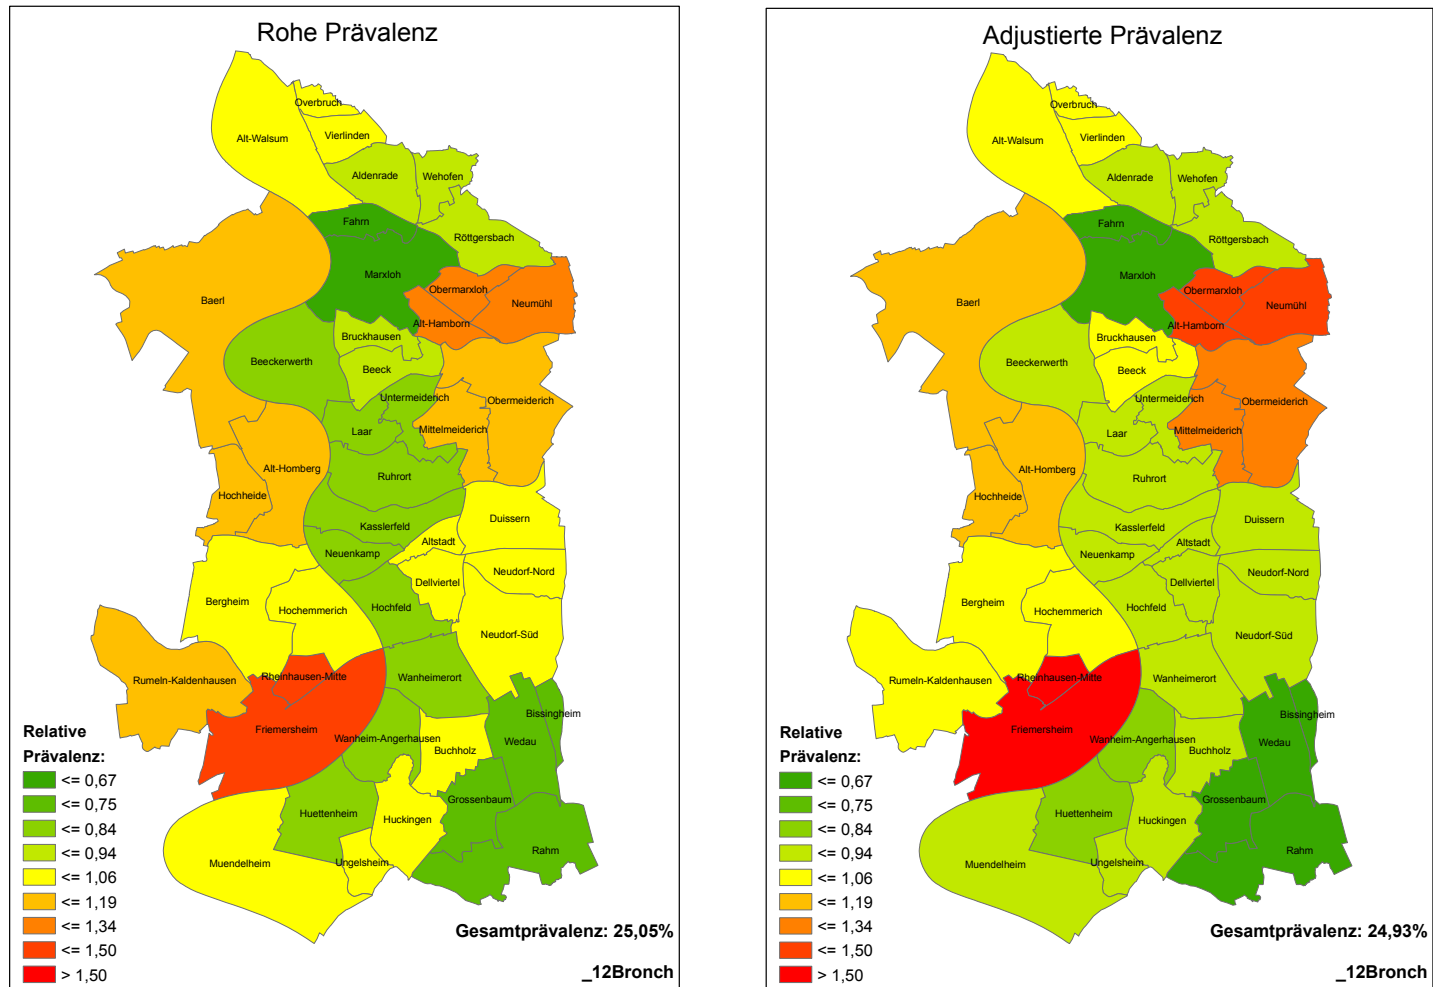 Rohe Prävalenz
Overbruch
Alt-Walsum
Vierlinden
Aldenrade
Wehofen
Fahrn
Röttgersbach
Marxloh
Obermarxloh
Neumühl
Baerl
Alt-Hamborn
Bruckhausen
Beeckerwerth
Beeck
Untermeiderich
Obermeiderich
Laar
Mittelmeiderich
Alt-Homberg
Ruhrort
Hochheide
Kasslerfeld
Duissern
Altstadt
Neuenkamp
Neudorf-Nord
Dellviertel
Bergheim
Hochemmerich
Hochfeld
Neudorf-Süd
Rheinhausen-Mitte
Rumeln-Kaldenhausen
Wanheimerort
Bissingheim
Friemersheim
Wanheim-Angerhausen
Buchholz
Wedau
Grossenbaum
Huettenheim
Huckingen
Rahm
Muendelheim
Ungelsheim
Relative
Prävalenz:
<= 0,67
<= 0,75
<= 0,84
<= 0,94
<= 1,06
<= 1,19
<= 1,34
<= 1,50
> 1,50
Gesamtprävalenz: 25,05%
_12Bronch
Adjustierte Prävalenz
Overbruch
Alt-Walsum
Vierlinden
Aldenrade
Wehofen
Fahrn
Röttgersbach
Marxloh
Obermarxloh
Neumühl
Baerl
Alt-Hamborn
Bruckhausen
Beeckerwerth
Beeck
Untermeiderich
Obermeiderich
Laar
Mittelmeiderich
Alt-Homberg
Ruhrort
Hochheide
Kasslerfeld
Duissern
Altstadt
Neuenkamp
Neudorf-Nord
Dellviertel
Bergheim
Hochemmerich
Hochfeld
Neudorf-Süd
Rheinhausen-Mitte
Rumeln-Kaldenhausen
Wanheimerort
Bissingheim
Friemersheim
Wanheim-Angerhausen
Buchholz
Wedau
Grossenbaum
Huettenheim
Huckingen
Rahm
Muendelheim
Ungelsheim
Relative
Prävalenz:
<= 0,67
<= 0,75
<= 0,84
<= 0,94
<= 1,06
<= 1,19
<= 1,34
<= 1,50
> 1,50
Gesamtprävalenz: 24,93%
_12Bronch